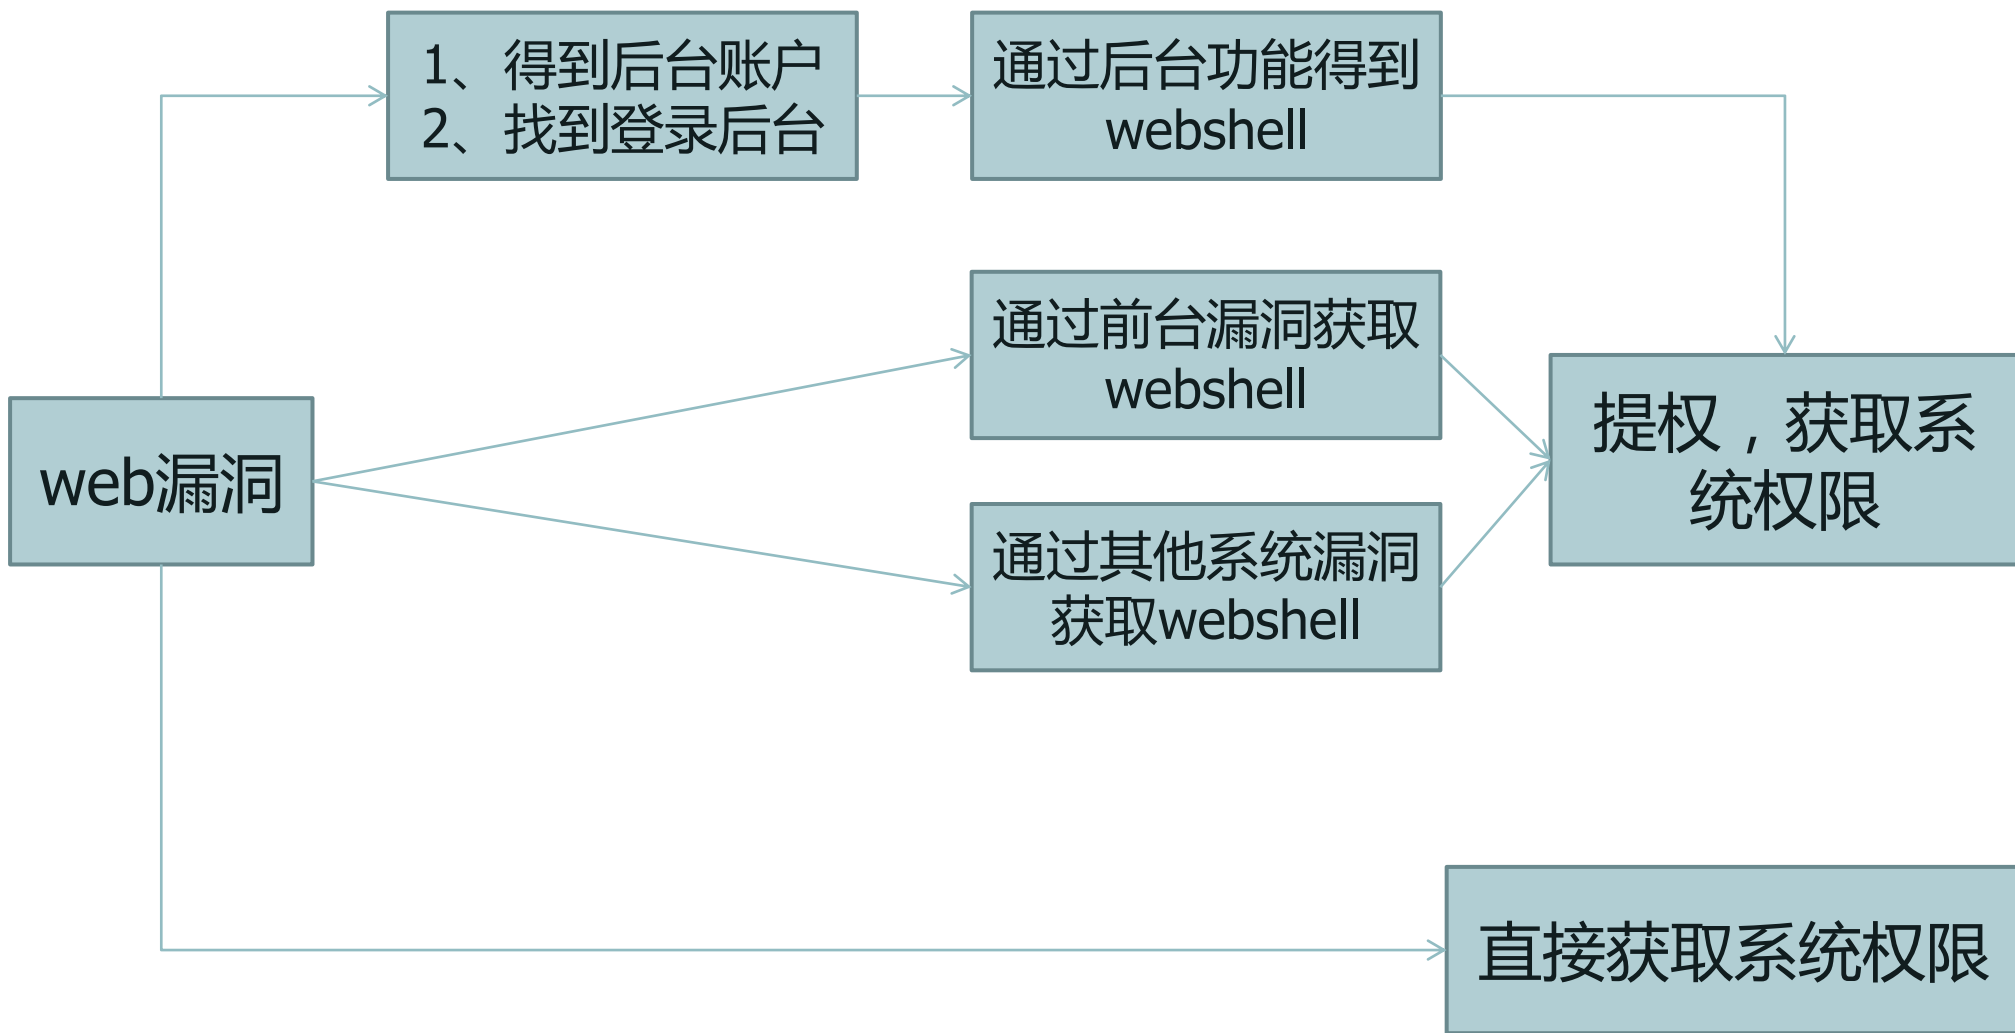 1、得到后台账户
2、找到登录后台
通过后台功能得到
webshell
通过前台漏洞获取
webshell
web漏洞
提权，获取系
统权限
通过其他系统漏洞
获取webshell
直接获取系统权限